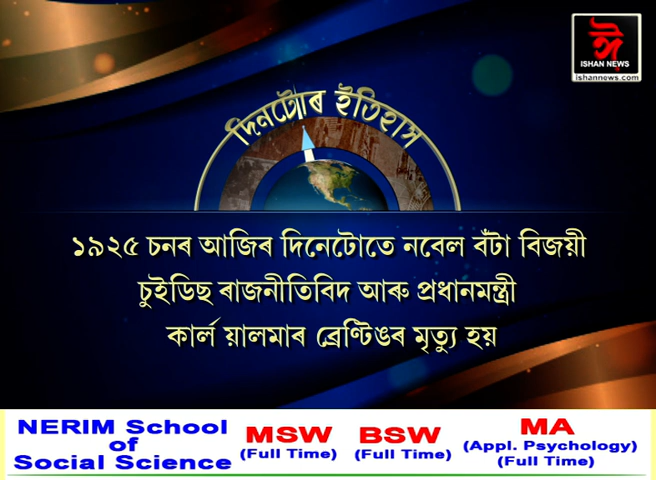 ঈ
ISHAN NEWS
ishannews.com
দিনটোৰ ইতিহাস
১৯২৫ চনৰ আজিৰ দিনেটোতে নবেল বঁটা বিজয়ী
চুইডিছ ৰাজনীতিবিদ আৰু প্ৰধানমন্ত্ৰী
কাৰ্ল য়ালমাৰ ব্ৰেণ্টিঙৰ মৃত্যু হয়
NERIM School
of
Social Science
MSW
(Full Time)
BSW
(Full Time)
MA
(Appl. Psychology)
(Full Time)